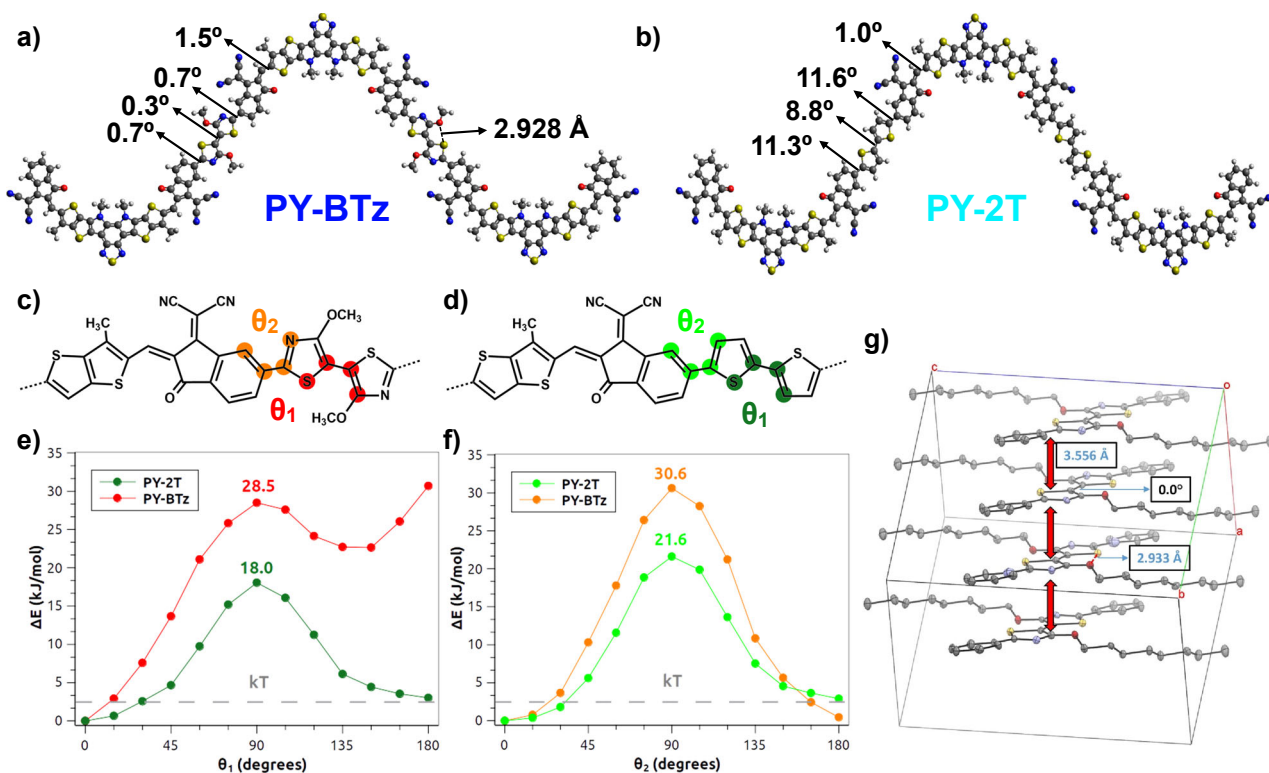 a)
1.5º
0.7º
0.3º
0.7º
2.928 Å
PY-BTz
b)
1.0º
11.6º
8.8º
11.3º
PY-2T
c)
NC
CN
H₃C
S
S
O
θ₂
N
OCH₃
S
S
N
H₃CO
θ₁
d)
NC
CN
H₃C
S
S
O
θ₂
S
S
θ₁
e)
PY-2T
PY-BTz
28.5
18.0
kT
ΔE (kJ/mol)
35
30
25
20
15
10
5
0
0
45
90
135
180
θ₁ (degrees)
f)
PY-2T
PY-BTz
30.6
21.6
kT
ΔE (kJ/mol)
35
30
25
20
15
10
5
0
0
45
90
135
180
θ₂ (degrees)
g)
c
o
3.556 Å
0.0º
a
2.933 Å
b